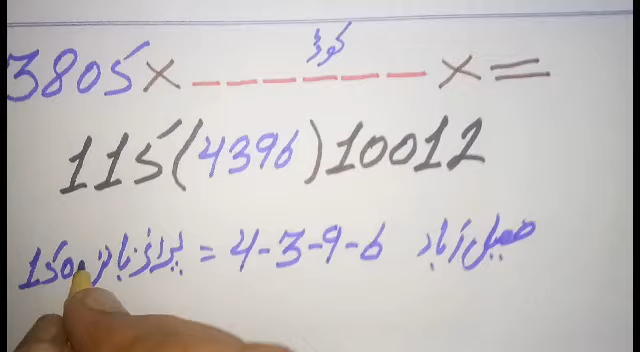 کوڈ
3805 × _ _ _ _ _ _ _ × =
115(4396)10012
فیصل آباد 4-3-9-6 = پرائز بانڈ 1500